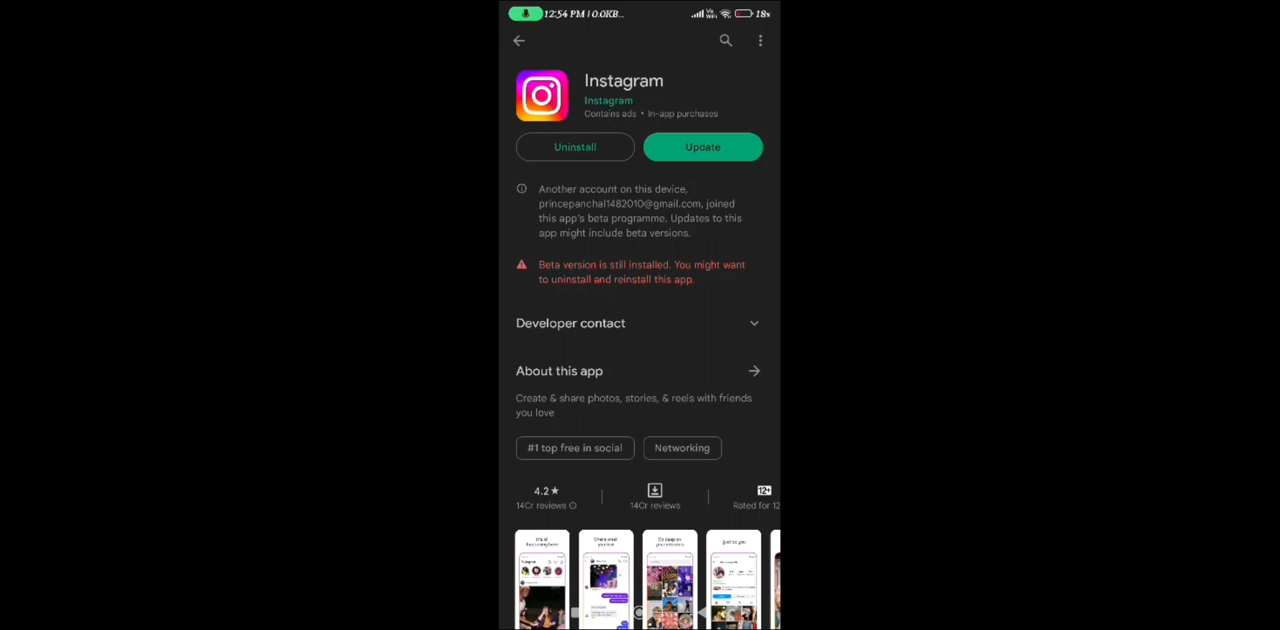 12:54 PM | 0.0KB... Vo WiFi 18%
Instagram
Instagram
Contains ads • In-app purchases
Uninstall
Update
Another account on this device,
princepanchal1482010@gmail.com, joined
this app's beta programme. Updates to this
app might include beta versions.
Beta version is still installed. You might want
to uninstall and reinstall this app.
Developer contact
About this app
Create & share photos, stories, & reels with friends
you love
#1 top free in social
Networking
4.2★
14Cr reviews
14Cr reviews
12+
Rated for 12